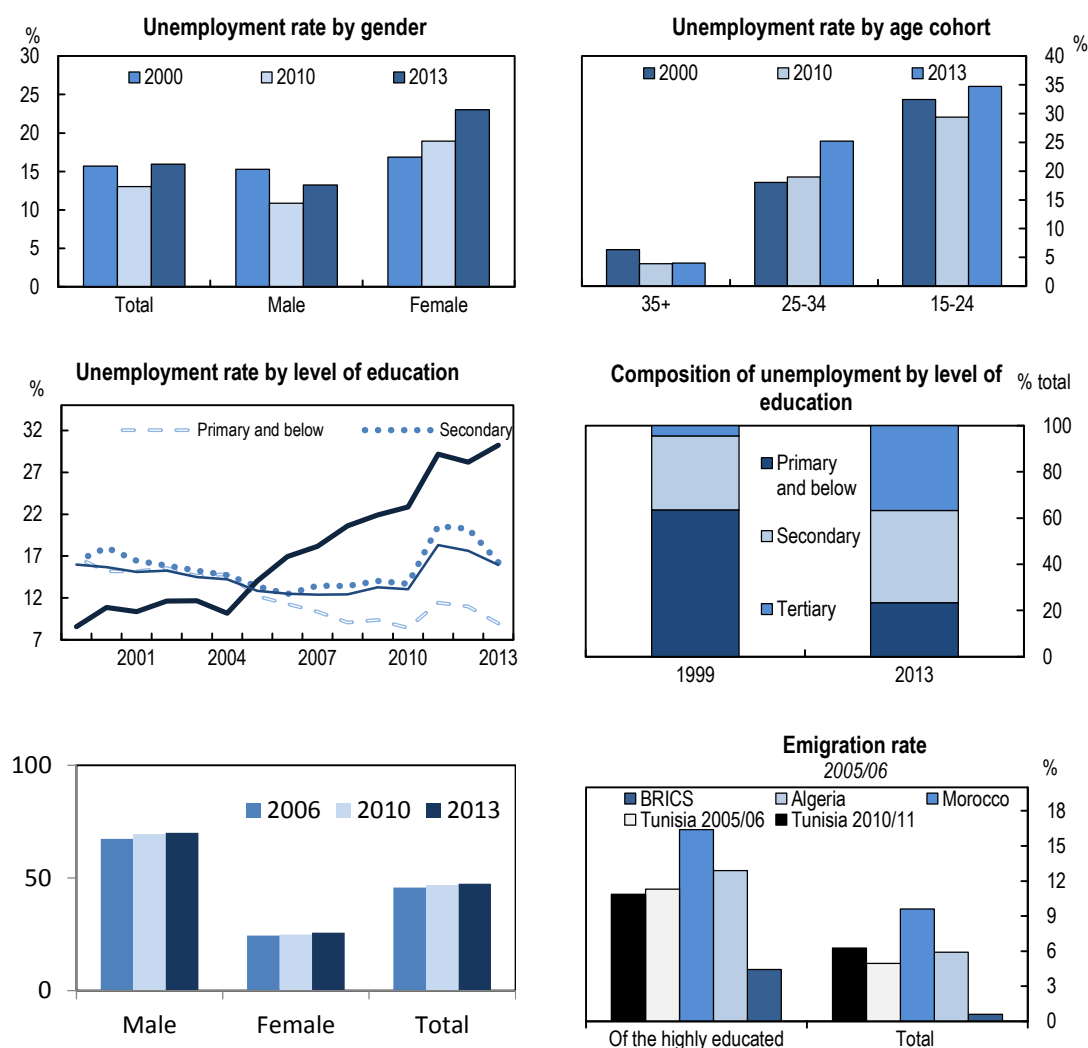 Unemployment rate by gender
%
30
25
20
15
10
5
0
2000 2010 2013
Total Male Female
Unemployment rate by age cohort
%
40
35
30
25
20
15
10
5
0
2000 2010 2013
35+ 25-34 15-24
Unemployment rate by level of education
%
32
27
22
17
12
7
Primary and below Secondary
2001 2004 2007 2010 2013
Composition of unemployment by level of
education
% total
100
80
60
40
20
0
Primary
and below
Secondary
Tertiary
1999 2013
100
50
0
2006 2010 2013
Male Female Total
Emigration rate
2005/06
%
BRICS Algeria Morocco
Tunisia 2005/06 Tunisia 2010/11
18
15
12
9
6
3
0
Of the highly educated Total